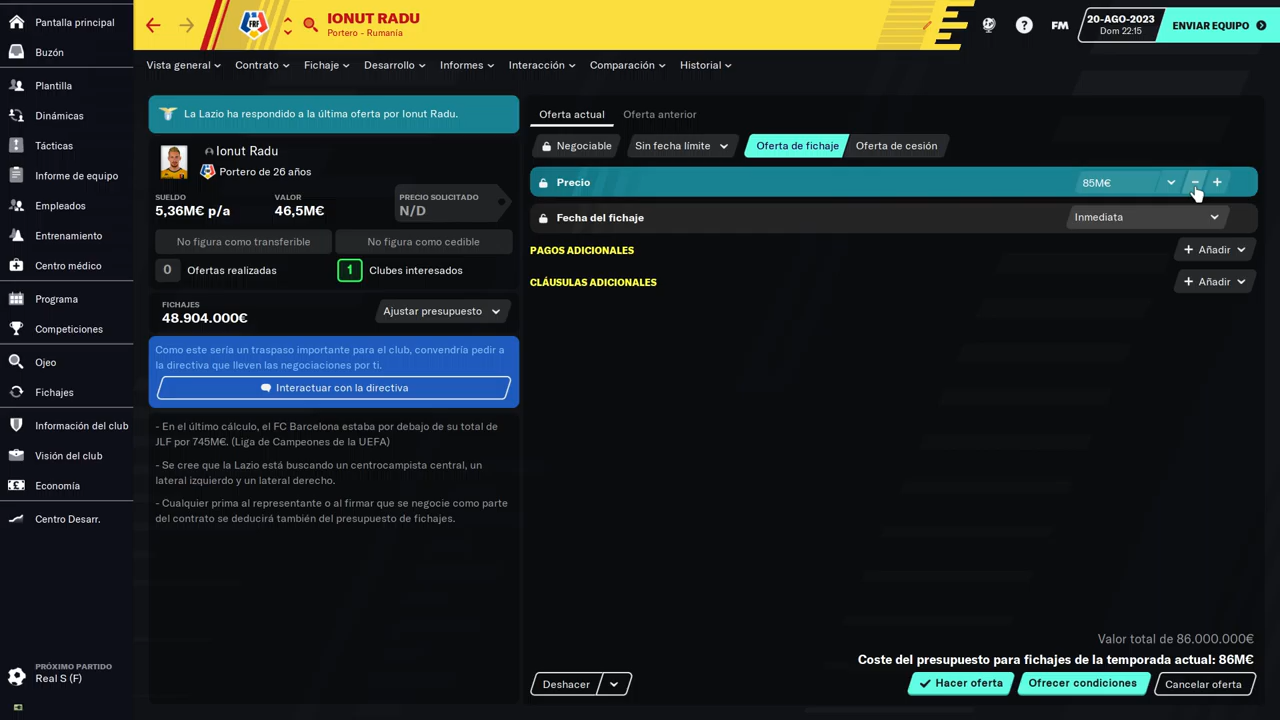 Pantalla principal
Buzón
Plantilla
Dinámicas
Tácticas
Informe de equipo
Empleados
Entrenamiento
Centro médico
Programa
Competiciones
Ojeo
Fichajes
Información del club
Visión del club
Economía
Centro Desarr.
PRÓXIMO PARTIDO
Real S (F)
FRF
IONUT RADU
Portero - Rumanía
FM
20-AGO-2023
Dom 22:15
ENVIAR EQUIPO
Vista general
Contrato
Fichaje
Desarrollo
Informes
Interacción
Comparación
Historial
La Lazio ha respondido a la última oferta por Ionut Radu.
Ionut Radu
Portero de 26 años
SUELDO
5,36M€ p/a
VALOR
46,5M€
PRECIO SOLICITADO
N/D
No figura como transferible
No figura como cedible
0 Ofertas realizadas
1 Clubes interesados
FICHAJES
48.904.000€
Ajustar presupuesto
Como este sería un traspaso importante para el club, convendría pedir a
la directiva que lleven las negociaciones por ti.
Interactuar con la directiva
- En el último cálculo, el FC Barcelona estaba por debajo de su total de
JLF por 745M€. (Liga de Campeones de la UEFA)
- Se cree que la Lazio está buscando un centrocampista central, un
lateral izquierdo y un lateral derecho.
- Cualquier prima al representante o al firmar que se negocie como parte
del contrato se deducirá también del presupuesto de fichajes.
Oferta actual
Oferta anterior
Negociable
Sin fecha límite
Oferta de fichaje
Oferta de cesión
Precio
85M€
Fecha del fichaje
Inmediata
PAGOS ADICIONALES
+ Añadir
CLÁUSULAS ADICIONALES
+ Añadir
Valor total de 86.000.000€
Coste del presupuesto para fichajes de la temporada actual: 86M€
Deshacer
Hacer oferta
Ofrecer condiciones
Cancelar oferta